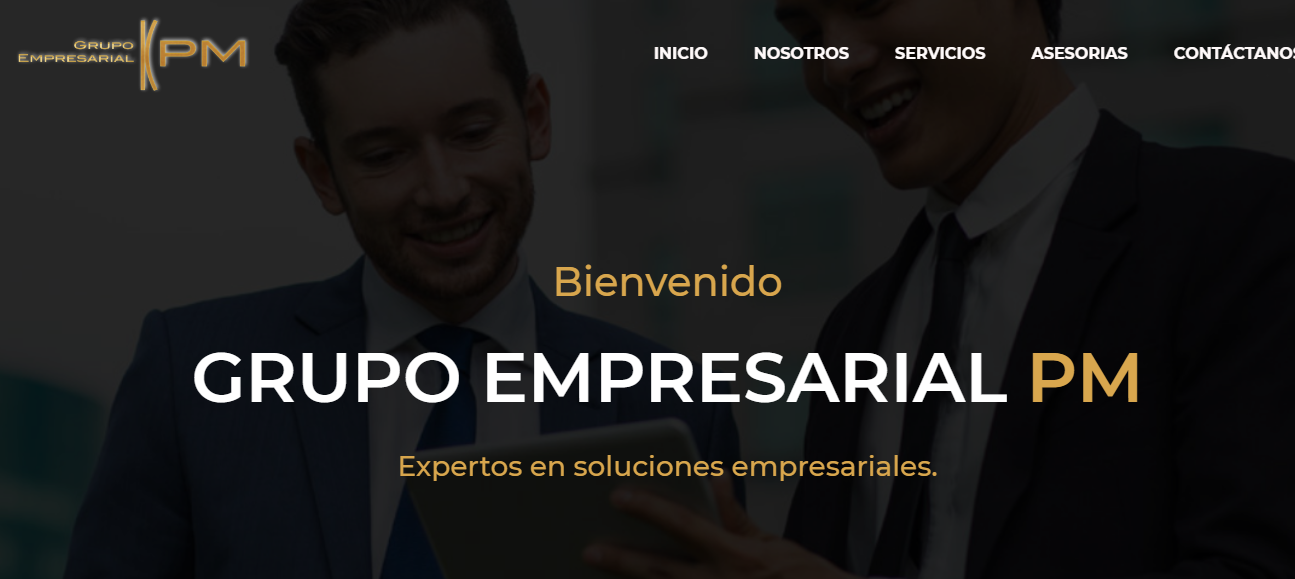 GRUPO
EMPRESARIAL
PM
INICIO NOSOTROS SERVICIOS ASESORIAS CONTÁCTANOS
Bienvenido
GRUPO EMPRESARIAL PM
Expertos en soluciones empresariales.